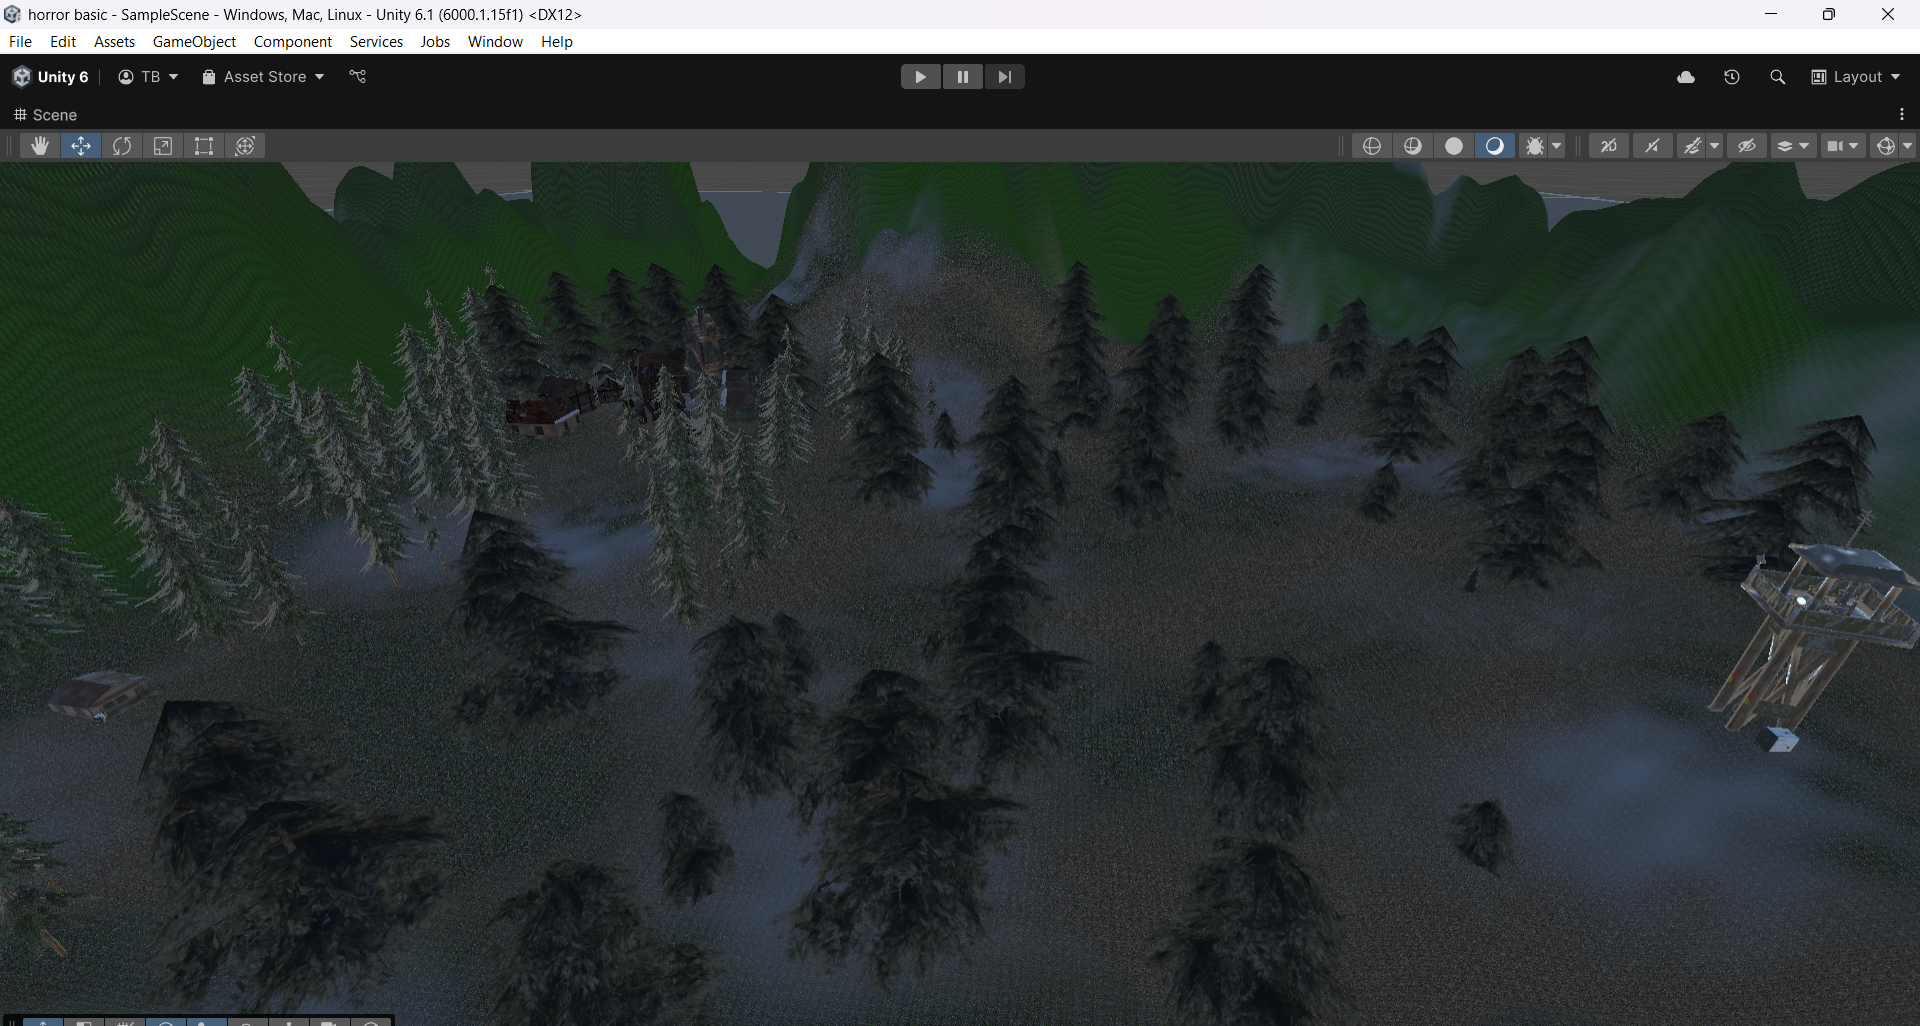 horror basic - SampleScene - Windows, Mac, Linux - Unity 6.1 (6000.1.15f1) <DX12>
File Edit Assets GameObject Component Services Jobs Window Help
Unity 6 TB Asset Store Layout
Scene
2D